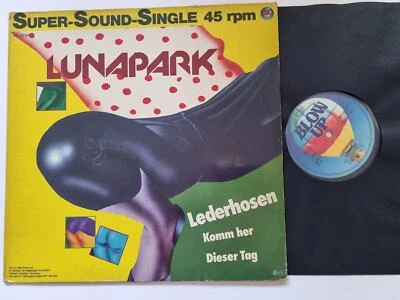 SUPER-SOUND-SINGLE 45 rpm
LUNAPARK
Lederhosen
Komm her
Dieser Tag
BLOW
UP